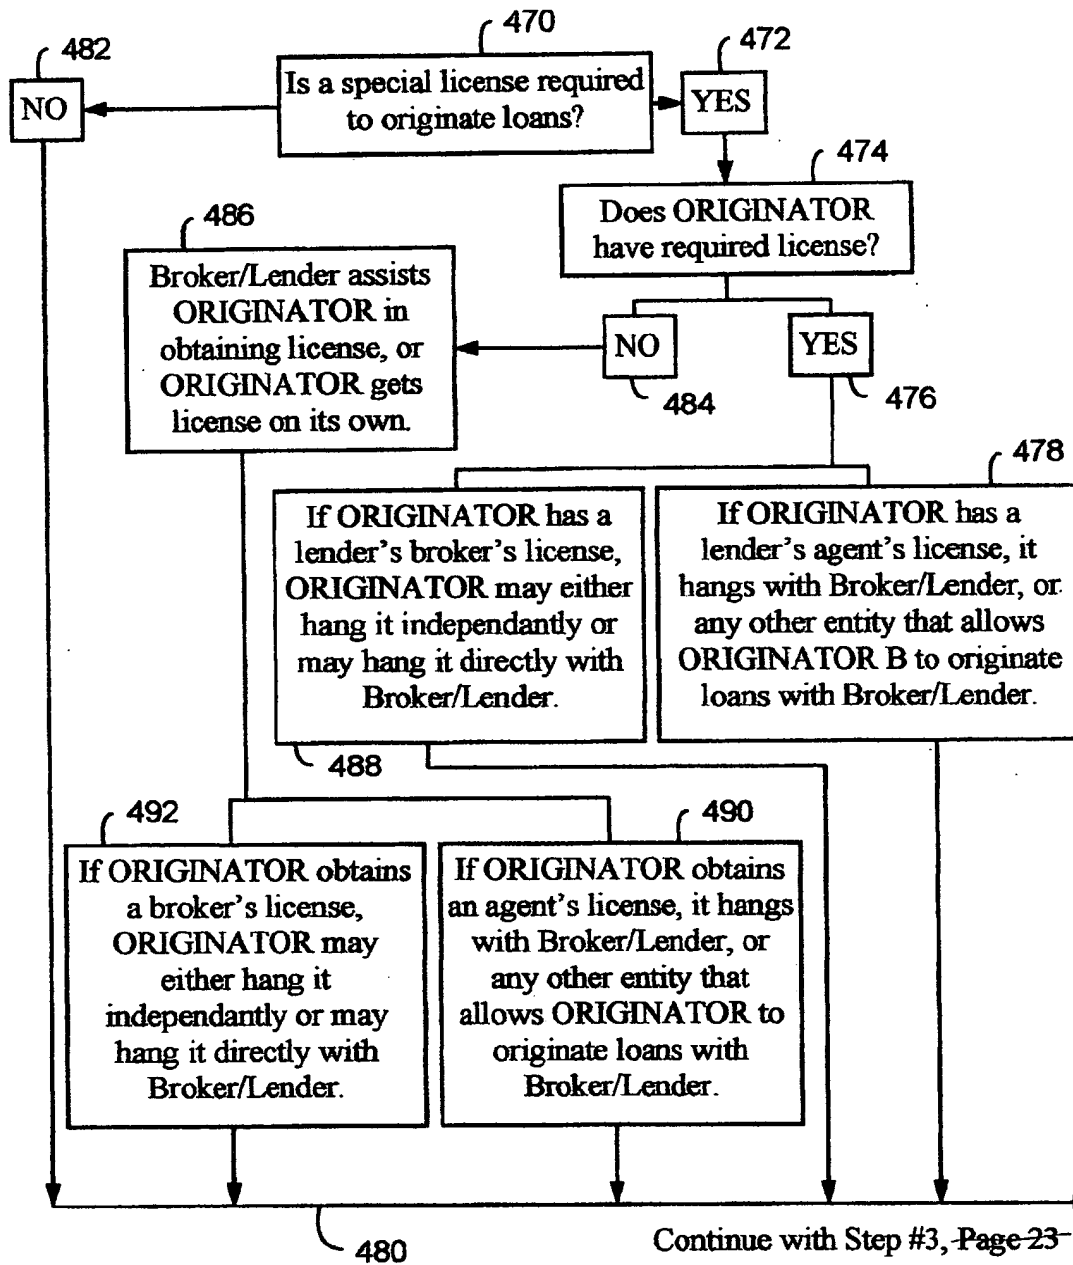 470
482
472
Is a special license required
to originate loans?
NO
YES
474
Does ORIGINATOR
have required license?
486
Broker/Lender assists
ORIGINATOR in
obtaining license, or
ORIGINATOR gets
license on its own.
NO
YES
484
476
478
If ORIGINATOR has a
lender's broker's license,
ORIGINATOR may either
hang it independantly or
may hang it directly with
Broker/Lender.
If ORIGINATOR has a
lender's agent's license, it
hangs with Broker/Lender, or
any other entity that allows
ORIGINATOR B to originate
loans with Broker/Lender.
488
492
490
If ORIGINATOR obtains
a broker's license,
ORIGINATOR may
either hang it
independantly or may
hang it directly with
Broker/Lender.
If ORIGINATOR obtains
an agent's license, it hangs
with Broker/Lender, or
any other entity that
allows ORIGINATOR to
originate loans with
Broker/Lender.
480
Continue with Step #3, Page 23